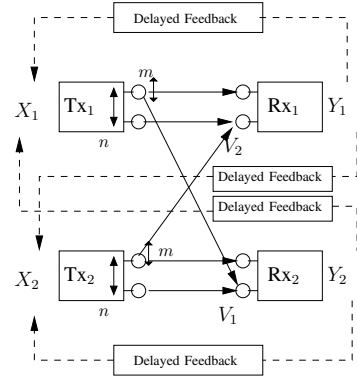 Delayed Feedback
m
X1 Tx1 Rx1 Y1
n
V2
Delayed Feedback
Delayed Feedback
m
X2 Tx2 Rx2 Y2
n
V1
Delayed Feedback